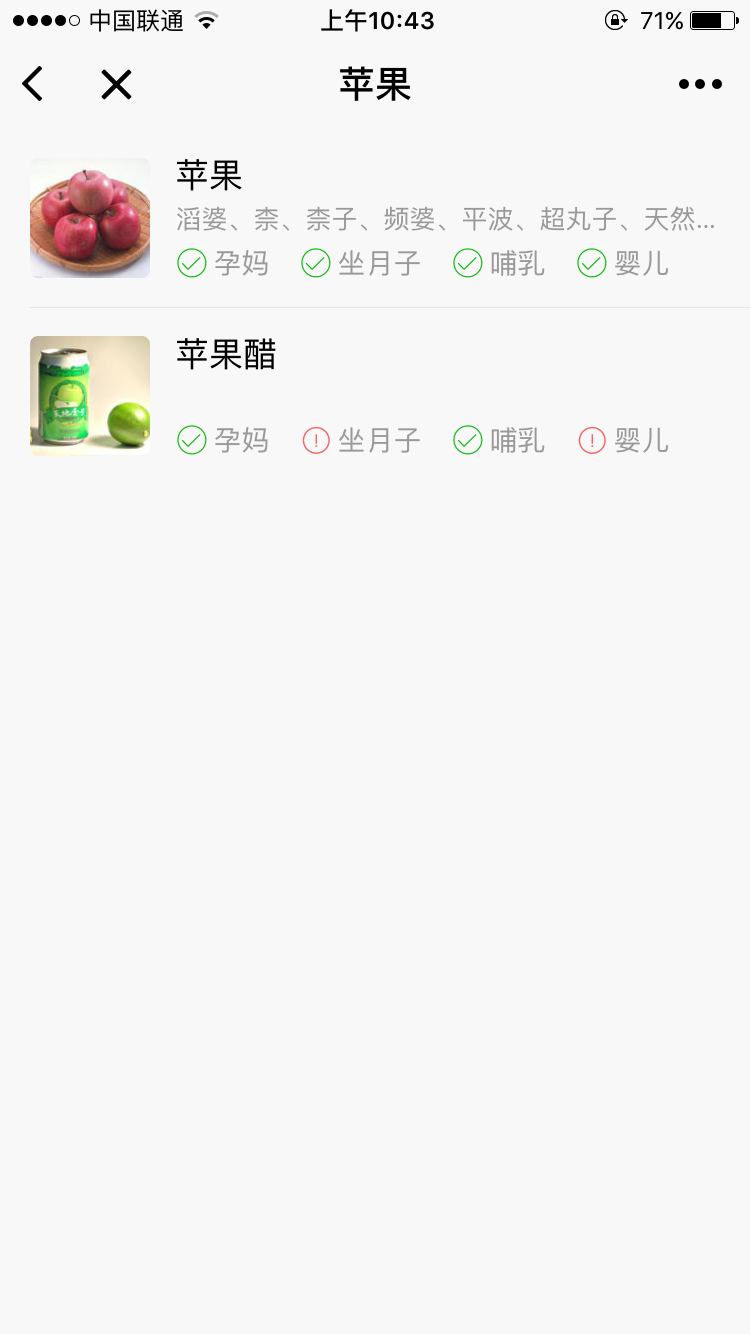 中国联通
上午10:43
71%
苹果
苹果
滔婆、柰、柰子、频婆、平波、超丸子、天然...
孕妈 坐月子 哺乳 婴儿
苹果醋
孕妈 坐月子 哺乳 婴儿